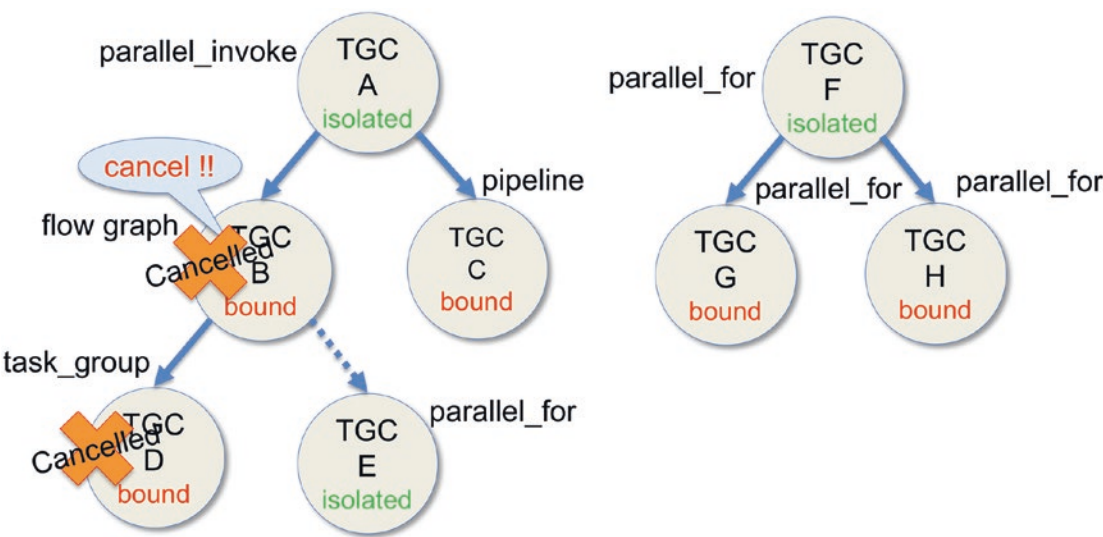 parallel_invoke
TGC
A
isolated
parallel_for
TGC
F
isolated
cancel !!
pipeline
parallel_for
parallel_for
flow graph
Cancelled
TGC
B
bound
TGC
C
bound
TGC
G
bound
TGC
H
bound
task_group
Cancelled
TGC
D
bound
parallel_for
TGC
E
isolated